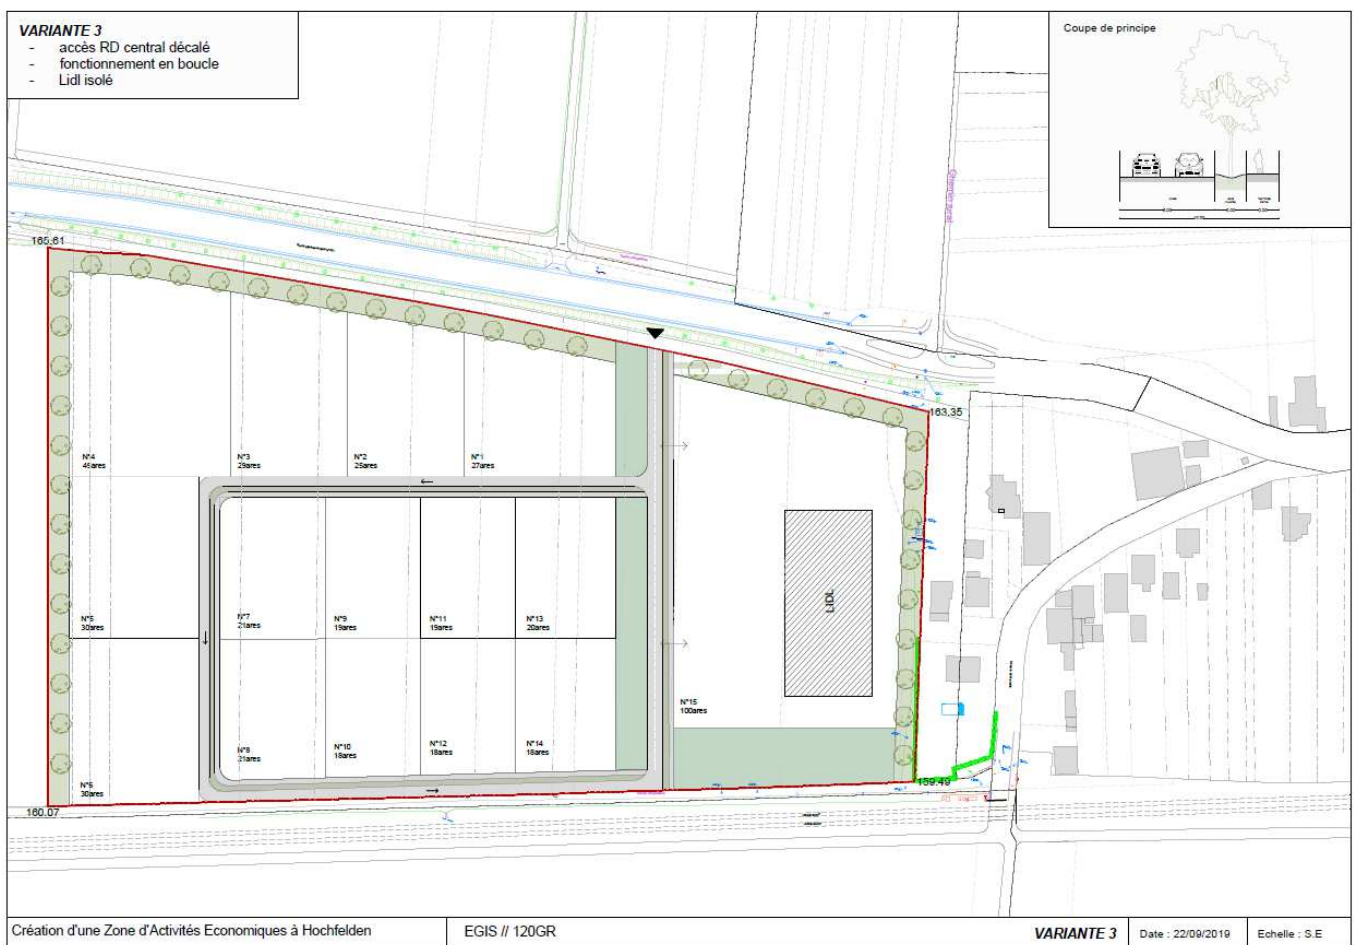 VARIANTE 3
- accès RD central décalé
- fonctionnement en boucle
- Lidl isolé
Coupe de principe
Chemin rural
165,61
163,35
N°4
45ares
N°3
29ares
N°2
25ares
N°1
27ares
N°5
30ares
N°7
21ares
N°9
19ares
N°11
19ares
N°13
20ares
LIDL
N°15
100ares
N°6
30ares
N°8
21ares
N°10
18ares
N°12
18ares
N°14
18ares
160.07
159.49
Création d'une Zone d'Activités Economiques à Hochfelden
EGIS // 120GR
VARIANTE 3
Date : 22/09/2019
Echelle : S.E